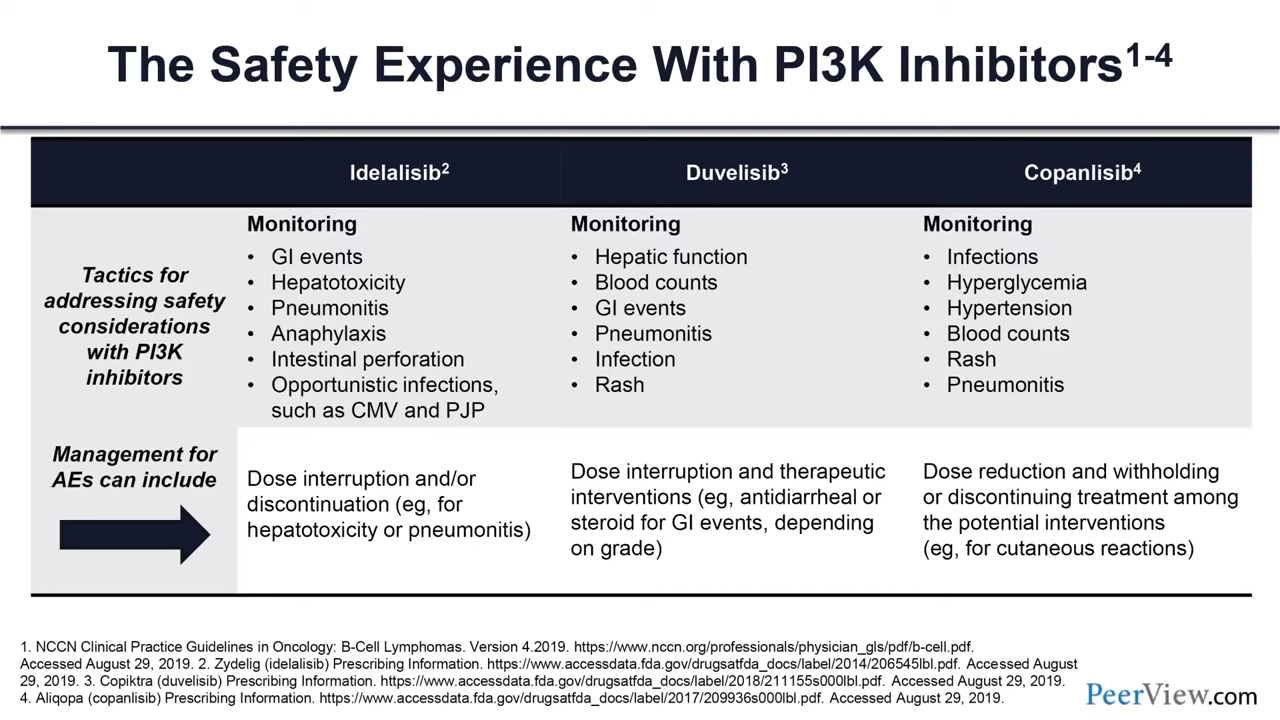 The Safety Experience With PI3K Inhibitors1-4
Idelalisib2
Duvelisib3
Copanlisib4
Tactics for
addressing safety
considerations
with PI3K
inhibitors
Monitoring
• GI events
• Hepatotoxicity
• Pneumonitis
• Anaphylaxis
• Intestinal perforation
• Opportunistic infections,
such as CMV and PJP
Monitoring
• Hepatic function
• Blood counts
• GI events
• Pneumonitis
• Infection
• Rash
Monitoring
• Infections
• Hyperglycemia
• Hypertension
• Blood counts
• Rash
• Pneumonitis
Management for
AEs can include
Dose interruption and/or
discontinuation (eg, for
hepatotoxicity or pneumonitis)
Dose interruption and therapeutic
interventions (eg, antidiarrheal or
steroid for GI events, depending
on grade)
Dose reduction and withholding
or discontinuing treatment among
the potential interventions
(eg, for cutaneous reactions)
1. NCCN Clinical Practice Guidelines in Oncology: B-Cell Lymphomas. Version 4.2019. https://www.nccn.org/professionals/physician_gls/pdf/b-cell.pdf.
Accessed August 29, 2019. 2. Zydelig (idelalisib) Prescribing Information. https://www.accessdata.fda.gov/drugsatfda_docs/label/2014/206545lbl.pdf. Accessed August
29, 2019. 3. Copiktra (duvelisib) Prescribing Information. https://www.accessdata.fda.gov/drugsatfda_docs/label/2018/211155s000lbl.pdf. Accessed August 29, 2019.
4. Aliqopa (copanlisib) Prescribing Information. https://www.accessdata.fda.gov/drugsatfda_docs/label/2017/209936s000lbl.pdf. Accessed August 29, 2019.
PeerView.com